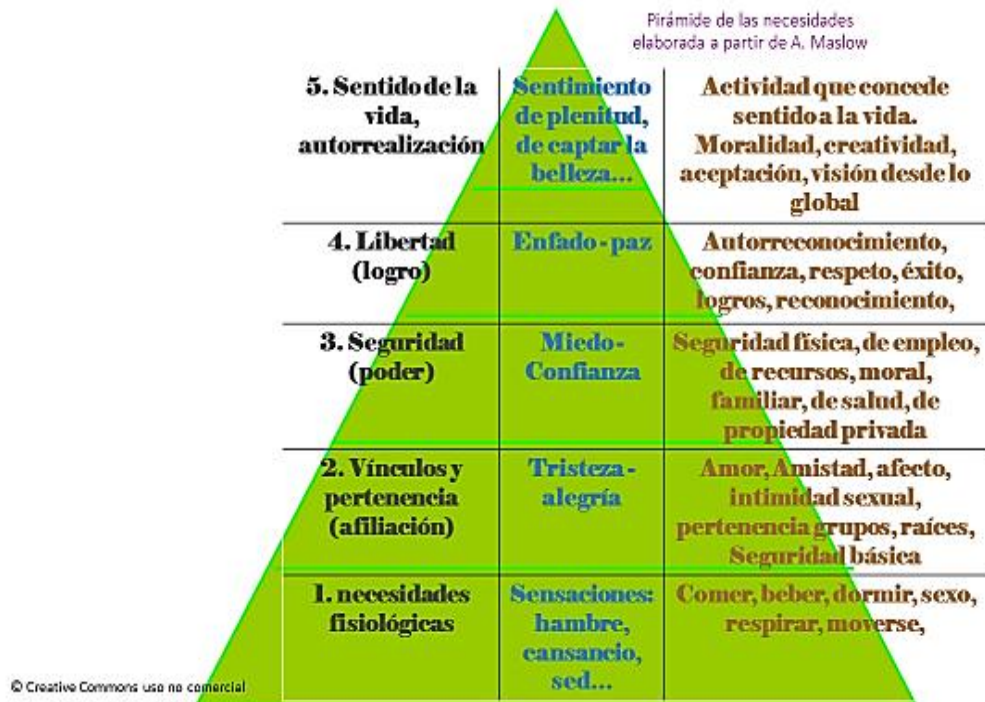 Pirámide de las necesidades
elaborada a partir de A. Maslow
5. Sentido de la
vida,
autorrealización
Sentimiento
de plenitud,
de captar la
belleza...
Actividad que concede
sentido a la vida.
Moralidad, creatividad,
aceptación, visión desde lo
global
4. Libertad
(logro)
Enfado - paz
Autorreconocimiento,
confianza, respeto, éxito,
logros, reconocimiento,
3. Seguridad
(poder)
Miedo -
Confianza
Seguridad física, de empleo,
de recursos, moral,
familiar, de salud, de
propiedad privada
2. Vínculos y
pertenencia
(afiliación)
Tristeza -
alegría
Amor, Amistad, afecto,
intimidad sexual,
pertenencia grupos, raíces,
Seguridad básica
1. necesidades
fisiológicas
Sensaciones:
hambre,
cansancio,
sed...
Comer, beber, dormir, sexo,
respirar, moverse,
© Creative Commons uso no comercial